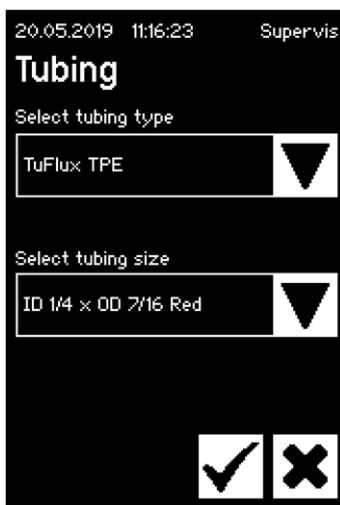 20.05.2019 11:16:23 Supervis
Tubing
Select tubing type
TuFlux TPE
Select tubing size
ID 1/4 x OD 7/16 Red